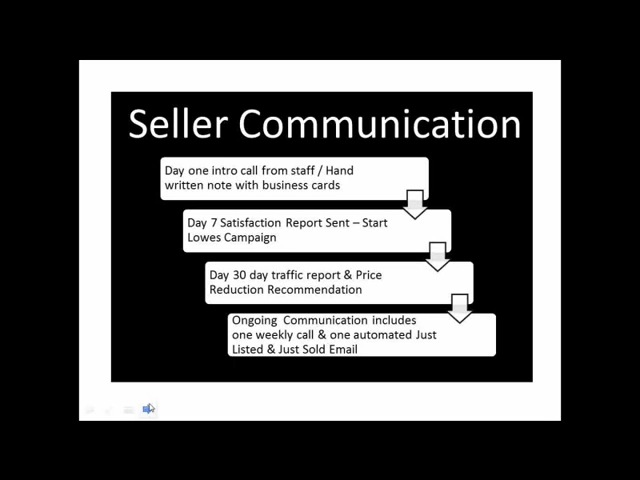 Seller Communication
Day one intro call from staff / Hand
written note with business cards
Day 7 Satisfaction Report Sent – Start
Lowes Campaign
Day 30 day traffic report & Price
Reduction Recommendation
Ongoing Communication includes
one weekly call & one automated Just
Listed & Just Sold Email